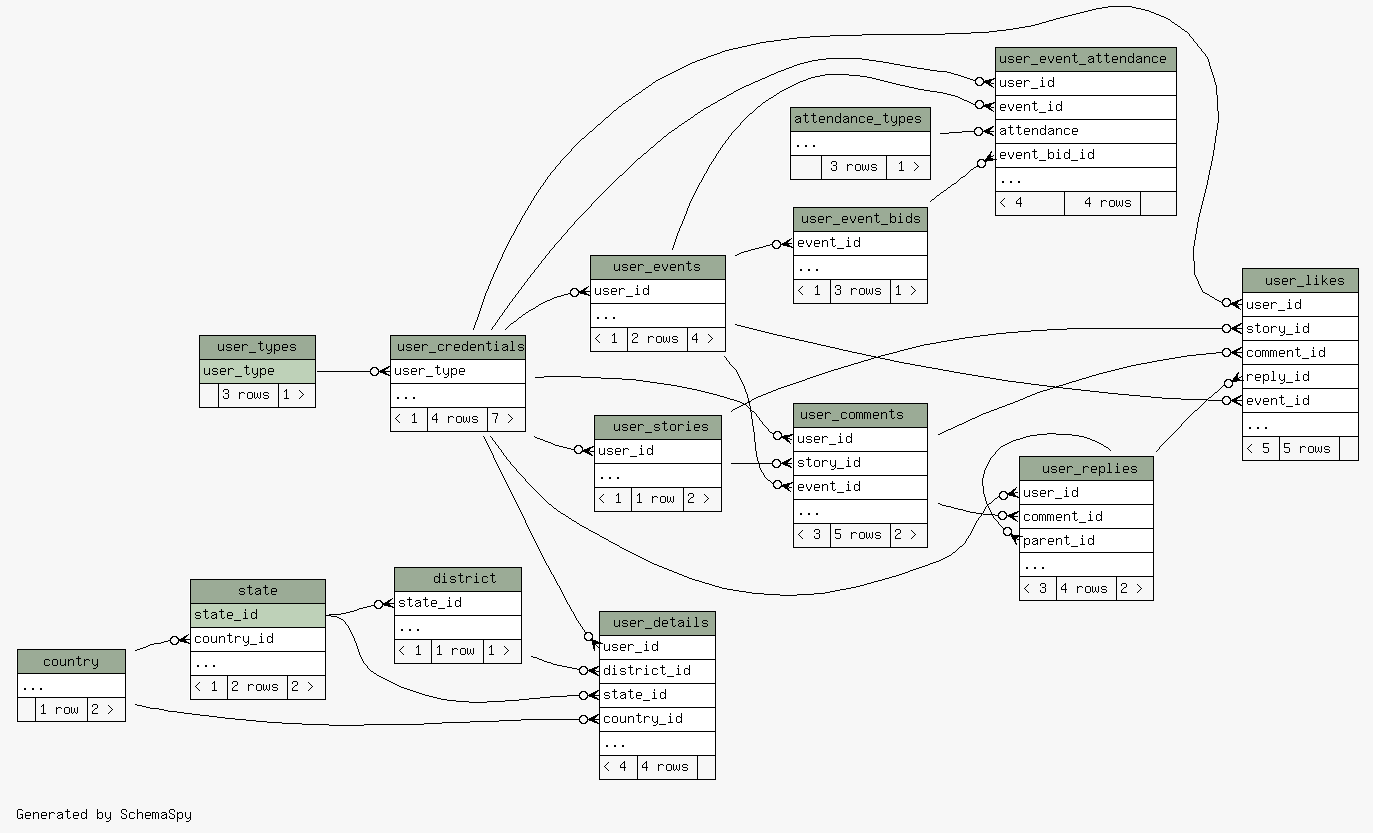 user_event_attendance
user_id
event_id
attendance
event_bid_id
...
< 4 4 rows
attendance_types
...
3 rows 1 >
user_event_bids
event_id
...
< 1 3 rows 1 >
user_events
user_id
...
< 1 2 rows 4 >
user_likes
user_id
story_id
comment_id
reply_id
event_id
...
< 5 5 rows
user_types
user_type
3 rows 1 >
user_credentials
user_type
...
< 1 4 rows 7 >
user_stories
user_id
...
< 1 1 row 2 >
user_comments
user_id
story_id
event_id
...
< 3 5 rows 2 >
user_replies
user_id
comment_id
parent_id
...
< 3 4 rows 2 >
district
state_id
...
< 1 1 row 1 >
state
state_id
country_id
...
< 1 2 rows 2 >
user_details
user_id
district_id
state_id
country_id
...
< 4 4 rows
country
...
1 row 2 >
Generated by SchemaSpy